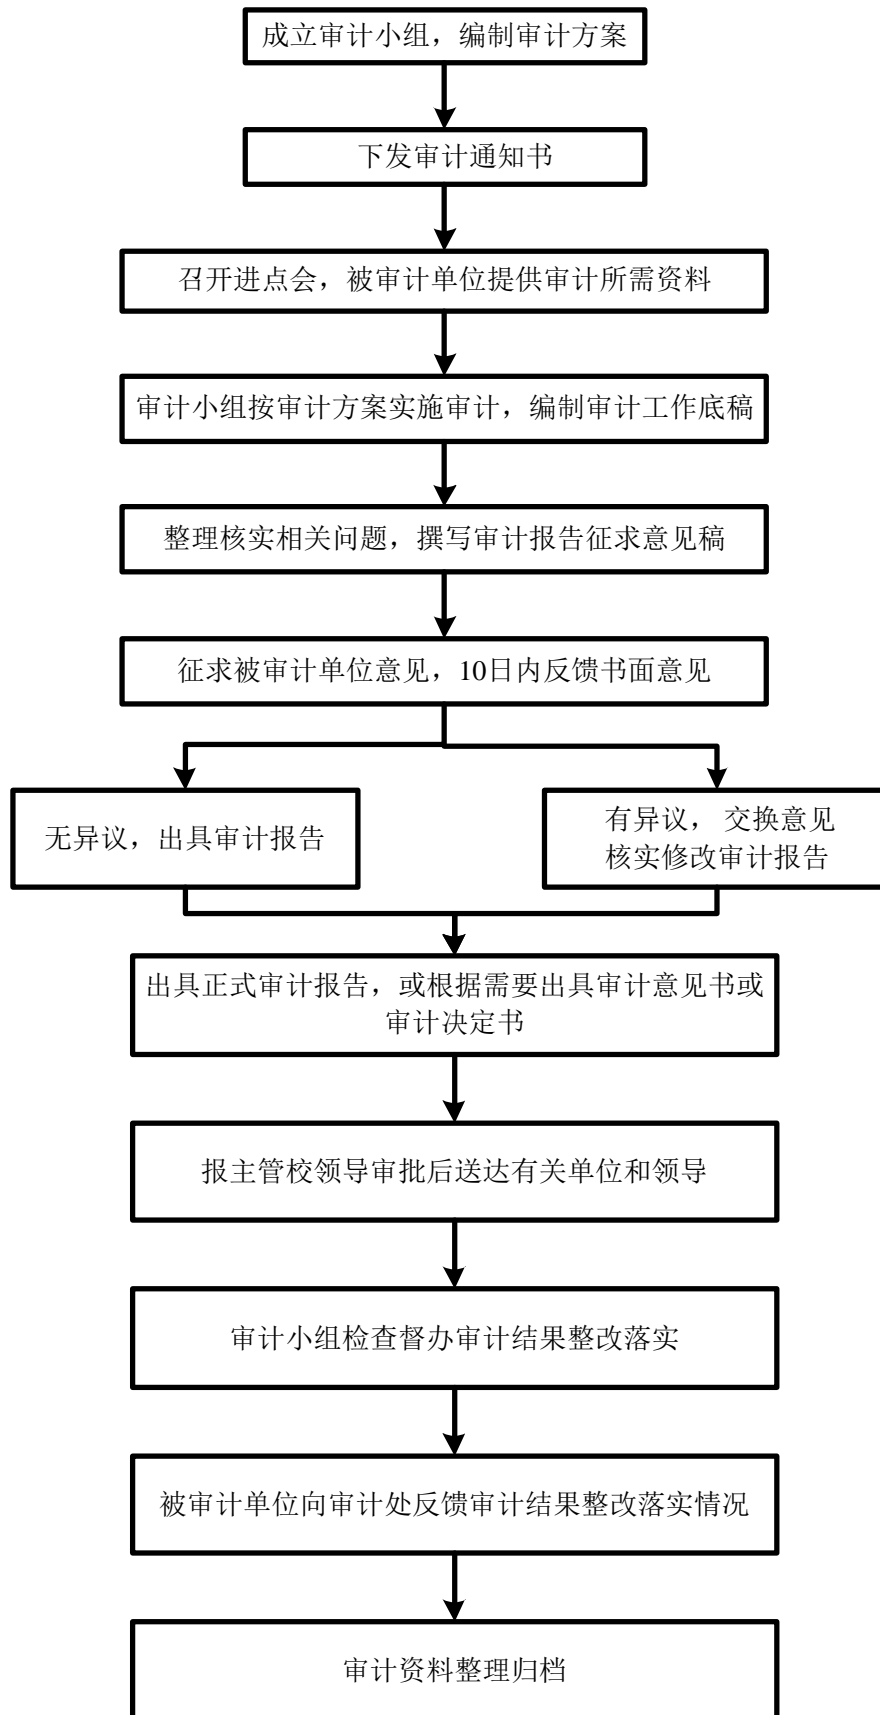 成立审计小组，编制审计方案
下发审计通知书
召开进点会，被审计单位提供审计所需资料
审计小组按审计方案实施审计，编制审计工作底稿
整理核实相关问题，撰写审计报告征求意见稿
征求被审计单位意见，10日内反馈书面意见
无异议，出具审计报告
有异议， 交换意见
核实修改审计报告
出具正式审计报告，或根据需要出具审计意见书或
审计决定书
报主管校领导审批后送达有关单位和领导
审计小组检查督办审计结果整改落实
被审计单位向审计处反馈审计结果整改落实情况
审计资料整理归档